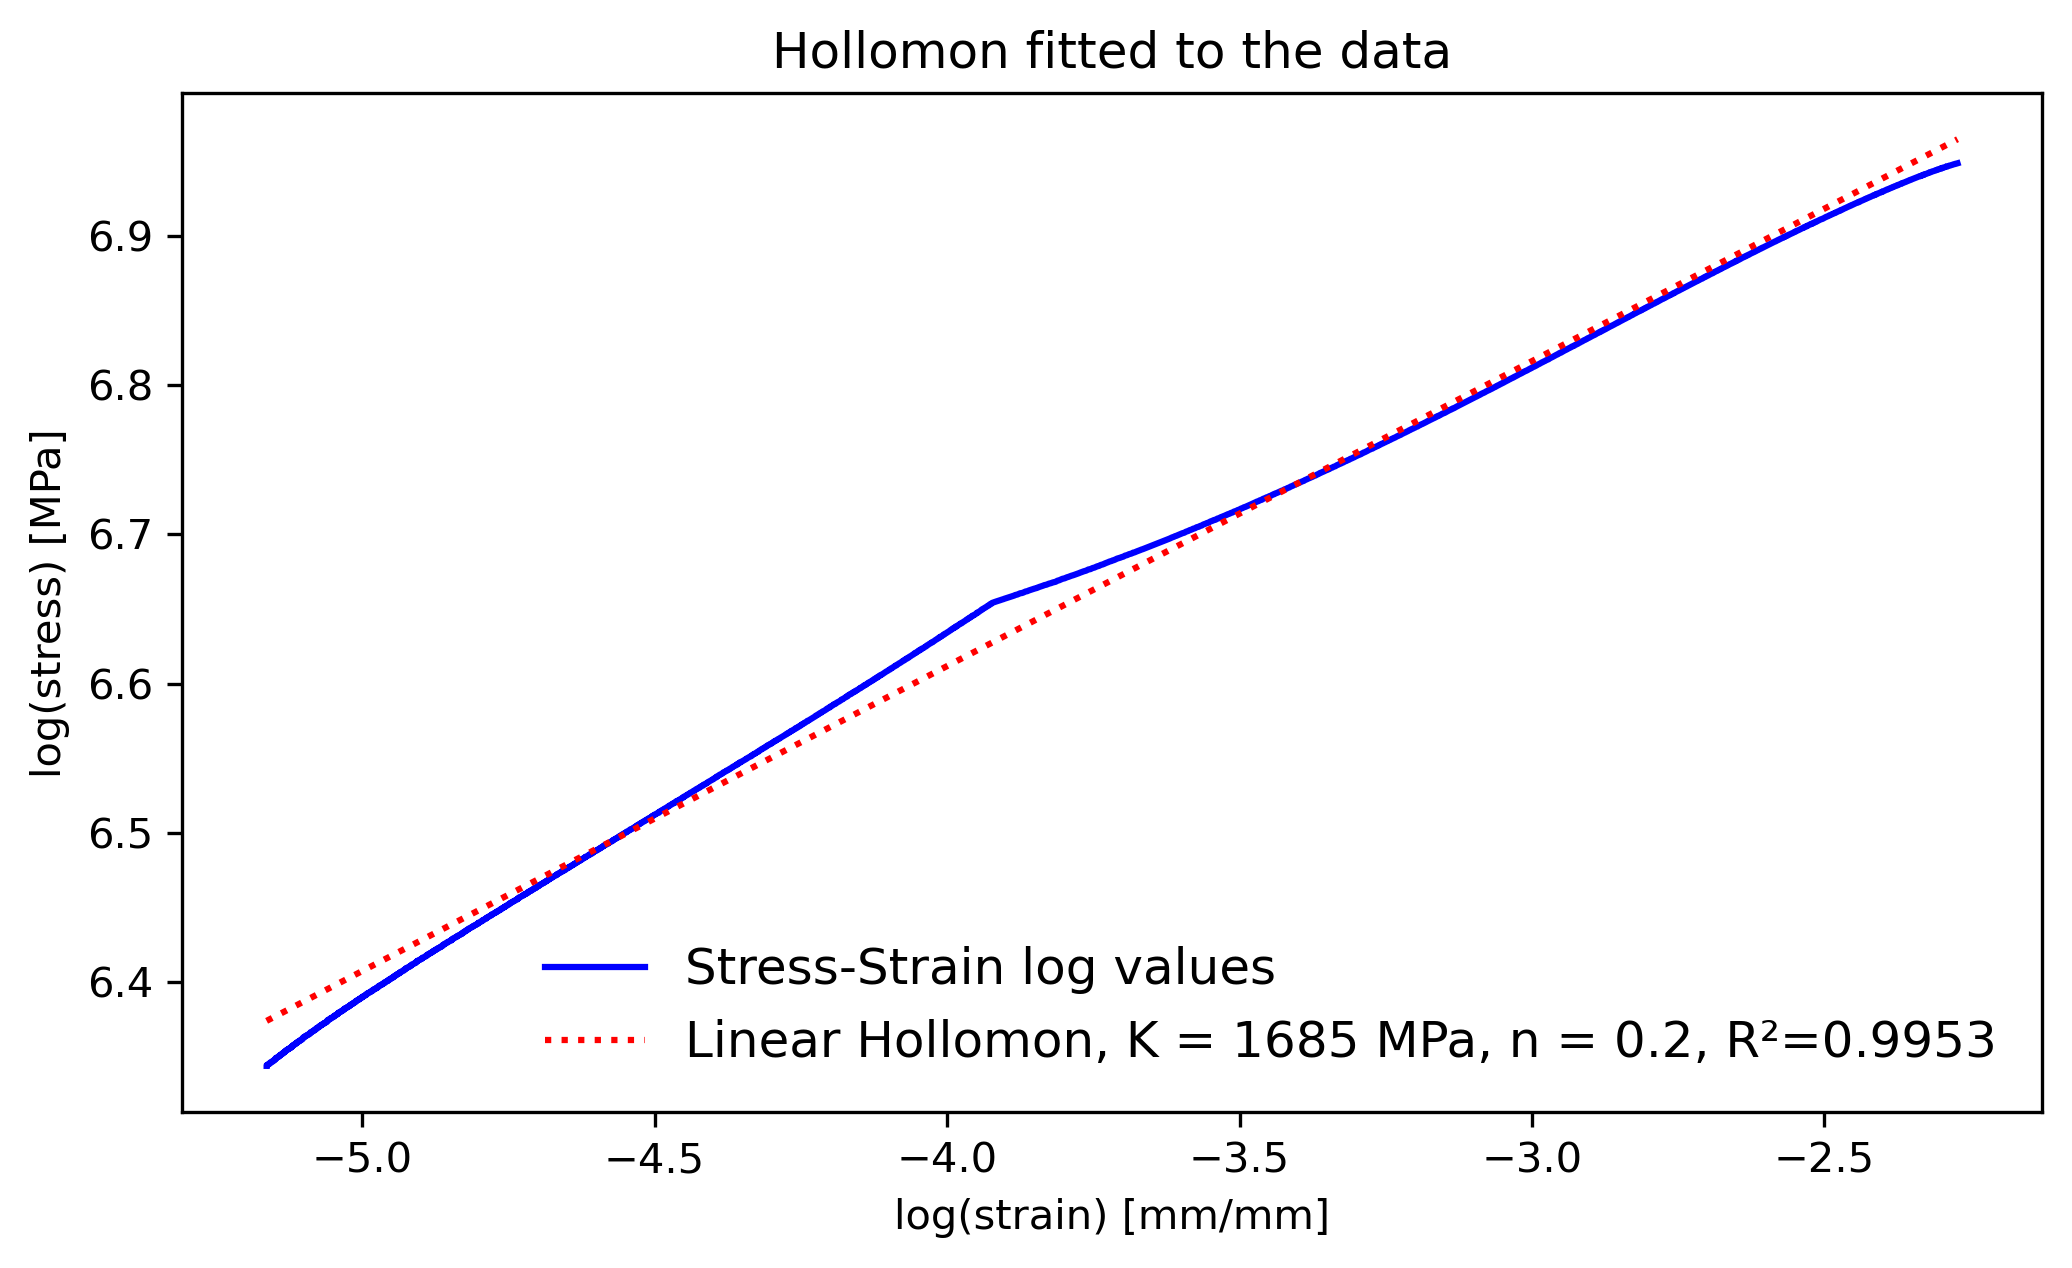 Hollomon fitted to the data
log(stress) [MPa]
6.9
6.8
6.7
6.6
6.5
6.4
Stress-Strain log values
Linear Hollomon, K = 1685 MPa, n = 0.2, R²=0.9953
−5.0 −4.5 −4.0 −3.5 −3.0 −2.5
log(strain) [mm/mm]